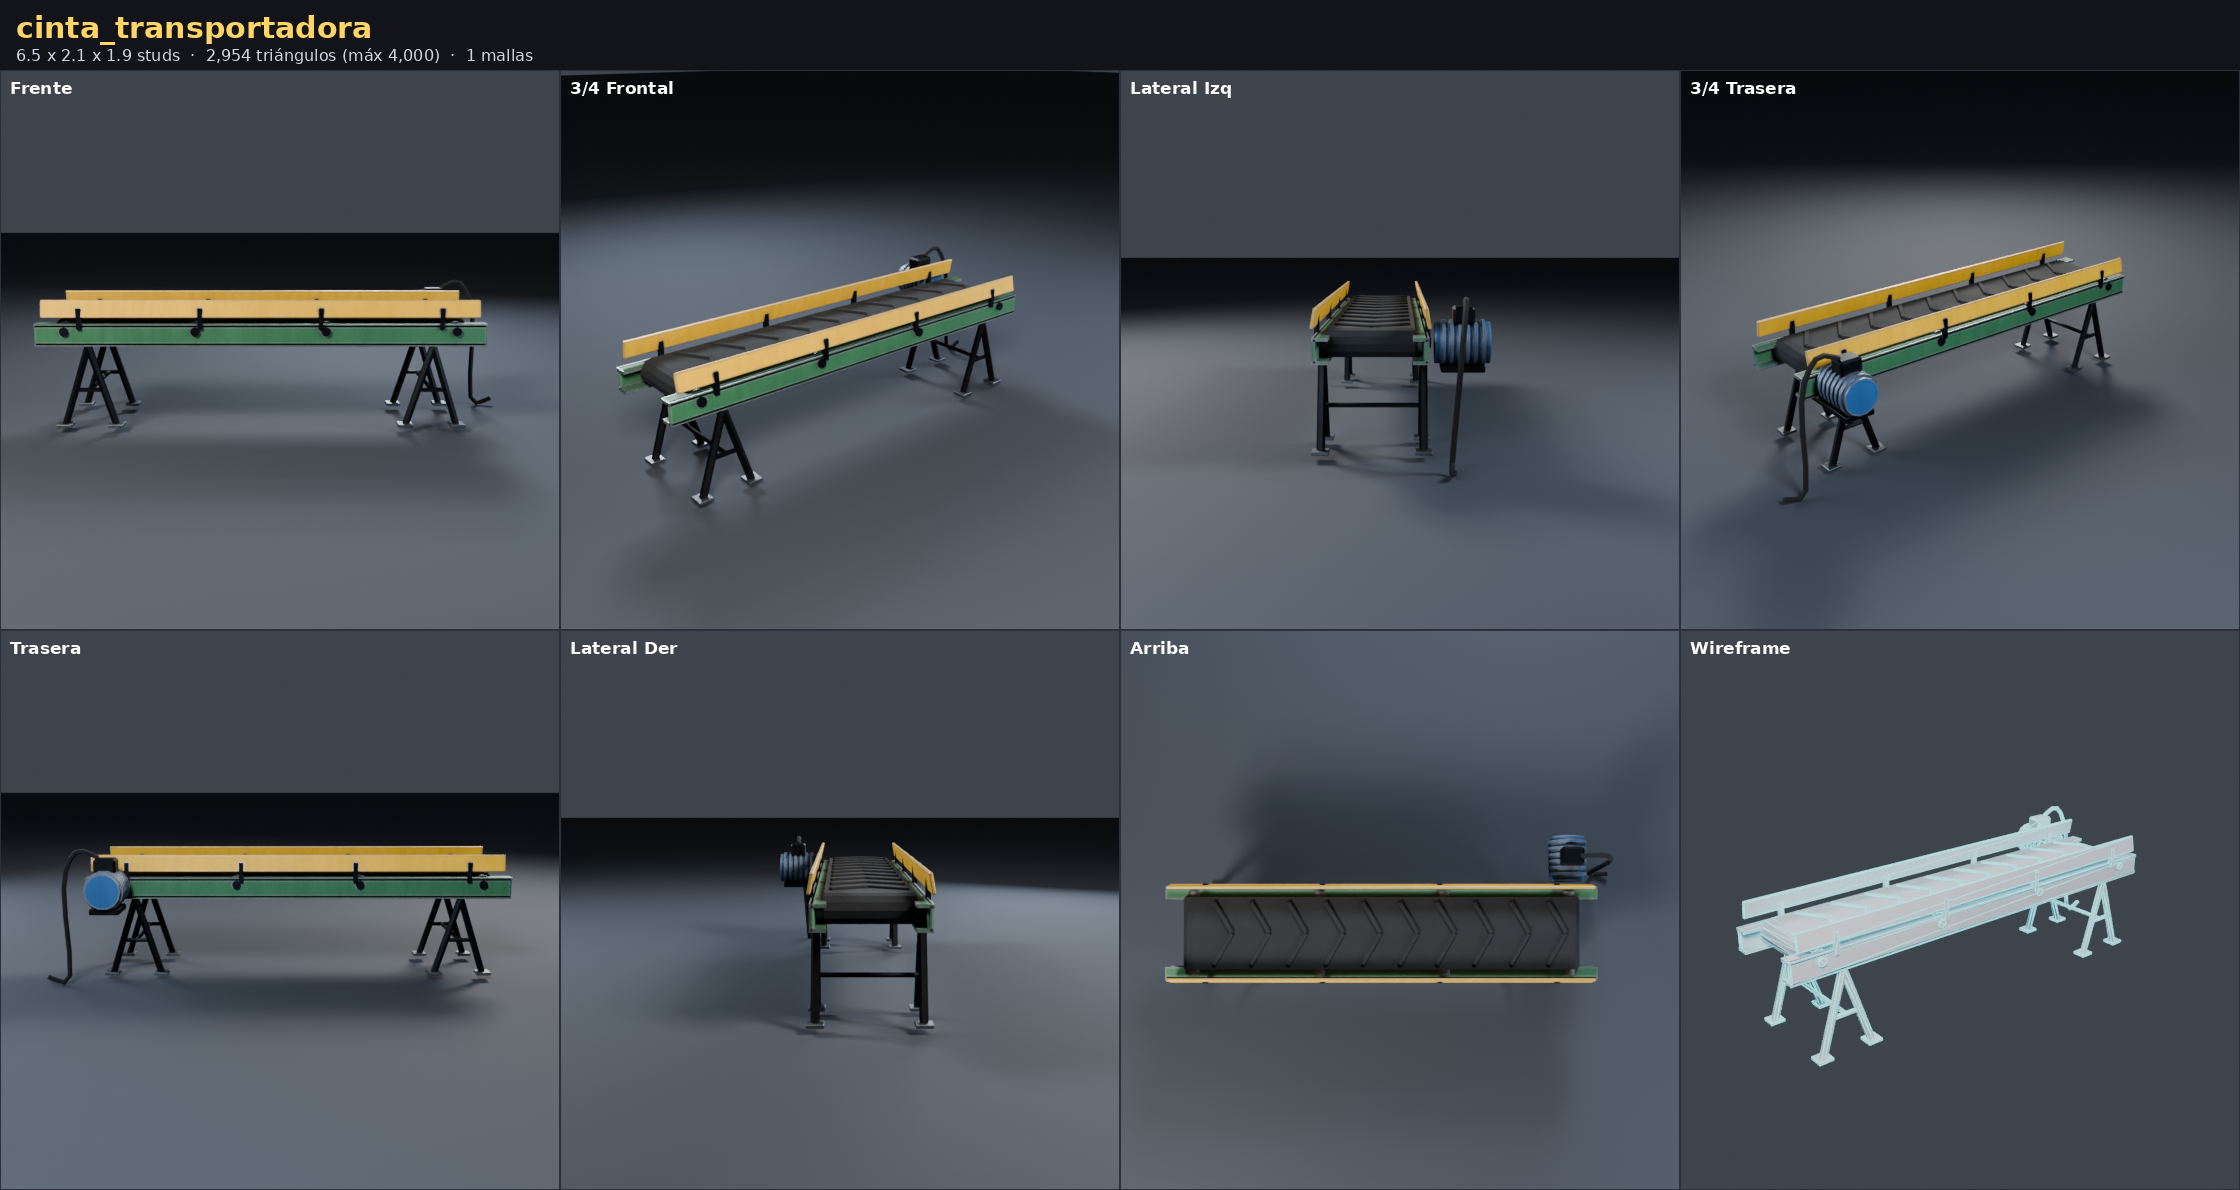 cinta_transportadora
6.5 x 2.1 x 1.9 studs · 2,954 triángulos (máx 4,000) · 1 mallas
Frente
3/4 Frontal
Lateral Izq
3/4 Trasera
Trasera
Lateral Der
Arriba
Wireframe